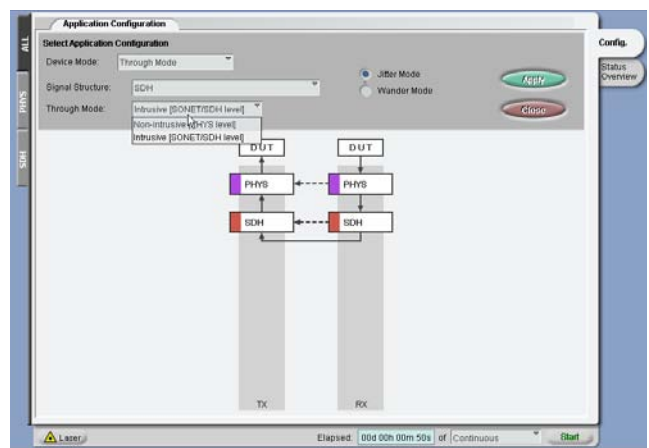 Application Configuration
ALL
PHYS
SDH
Select Application Configuration
Device Mode: Through Mode
Signal Structure: SDH
Through Mode: Intrusive [SONET/SDH level]
Non-intrusive [PHYS level]
Intrusive [SONET/SDH level]
Jitter Mode
Wander Mode
Apply
Close
Config.
Status Overview
DUT DUT
PHYS PHYS
SDH SDH
TX RX
Laser Elapsed: 00d 00h 00m 50s of Continuous Start